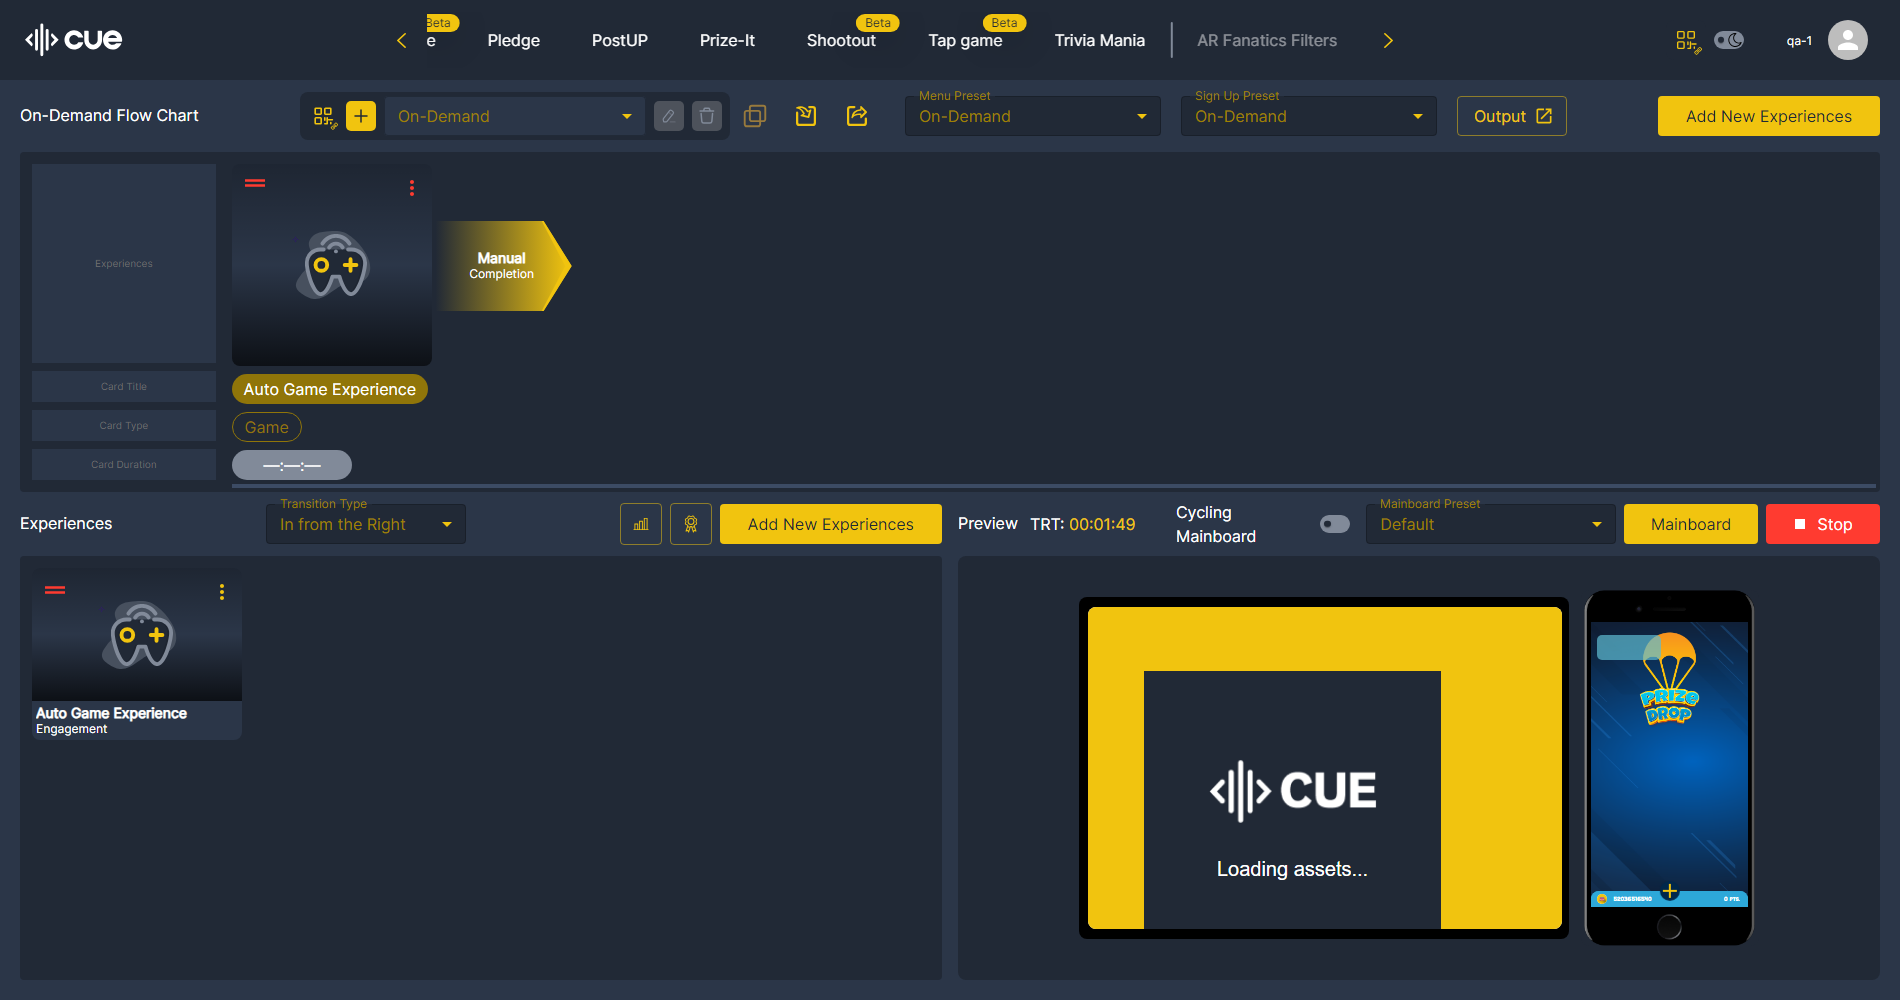 cue
e
Beta
Pledge
PostUP
Prize-It
Shootout
Beta
Tap game
Beta
Trivia Mania
AR Fanatics Filters
qa-1
On-Demand Flow Chart
On-Demand
Menu Preset
On-Demand
Sign Up Preset
On-Demand
Output
Add New Experiences
Experiences
Manual
Completion
Card Title
Auto Game Experience
Card Type
Game
Card Duration
—:—:—
Experiences
Transition Type
In from the Right
Add New Experiences
Preview
TRT: 00:01:49
Cycling
Mainboard
Mainboard Preset
Default
Mainboard
Stop
Auto Game Experience
Engagement
CUE
Loading assets...
PRIZE
DROP
0 PTS.